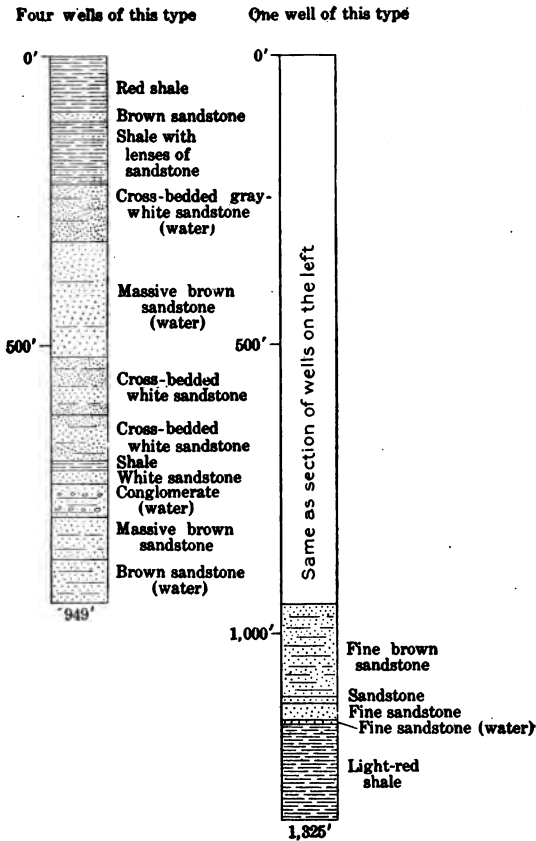 Four wells of this type
One well of this type
0'
Red shale
Brown sandstone
Shale with
lenses of
sandstone
Cross-bedded gray-
white sandstone
(water)
Massive brown
sandstone
(water)
500'
Cross-bedded
white sandstone
Cross-bedded
white sandstone
Shale
White sandstone
Conglomerate
(water)
Massive brown
sandstone
Brown sandstone
(water)
949'
0'
500'
Same as section of wells on the left
1,000'
Fine brown
sandstone
Sandstone
Fine sandstone
Fine sandstone (water)
Light-red
shale
1,325'